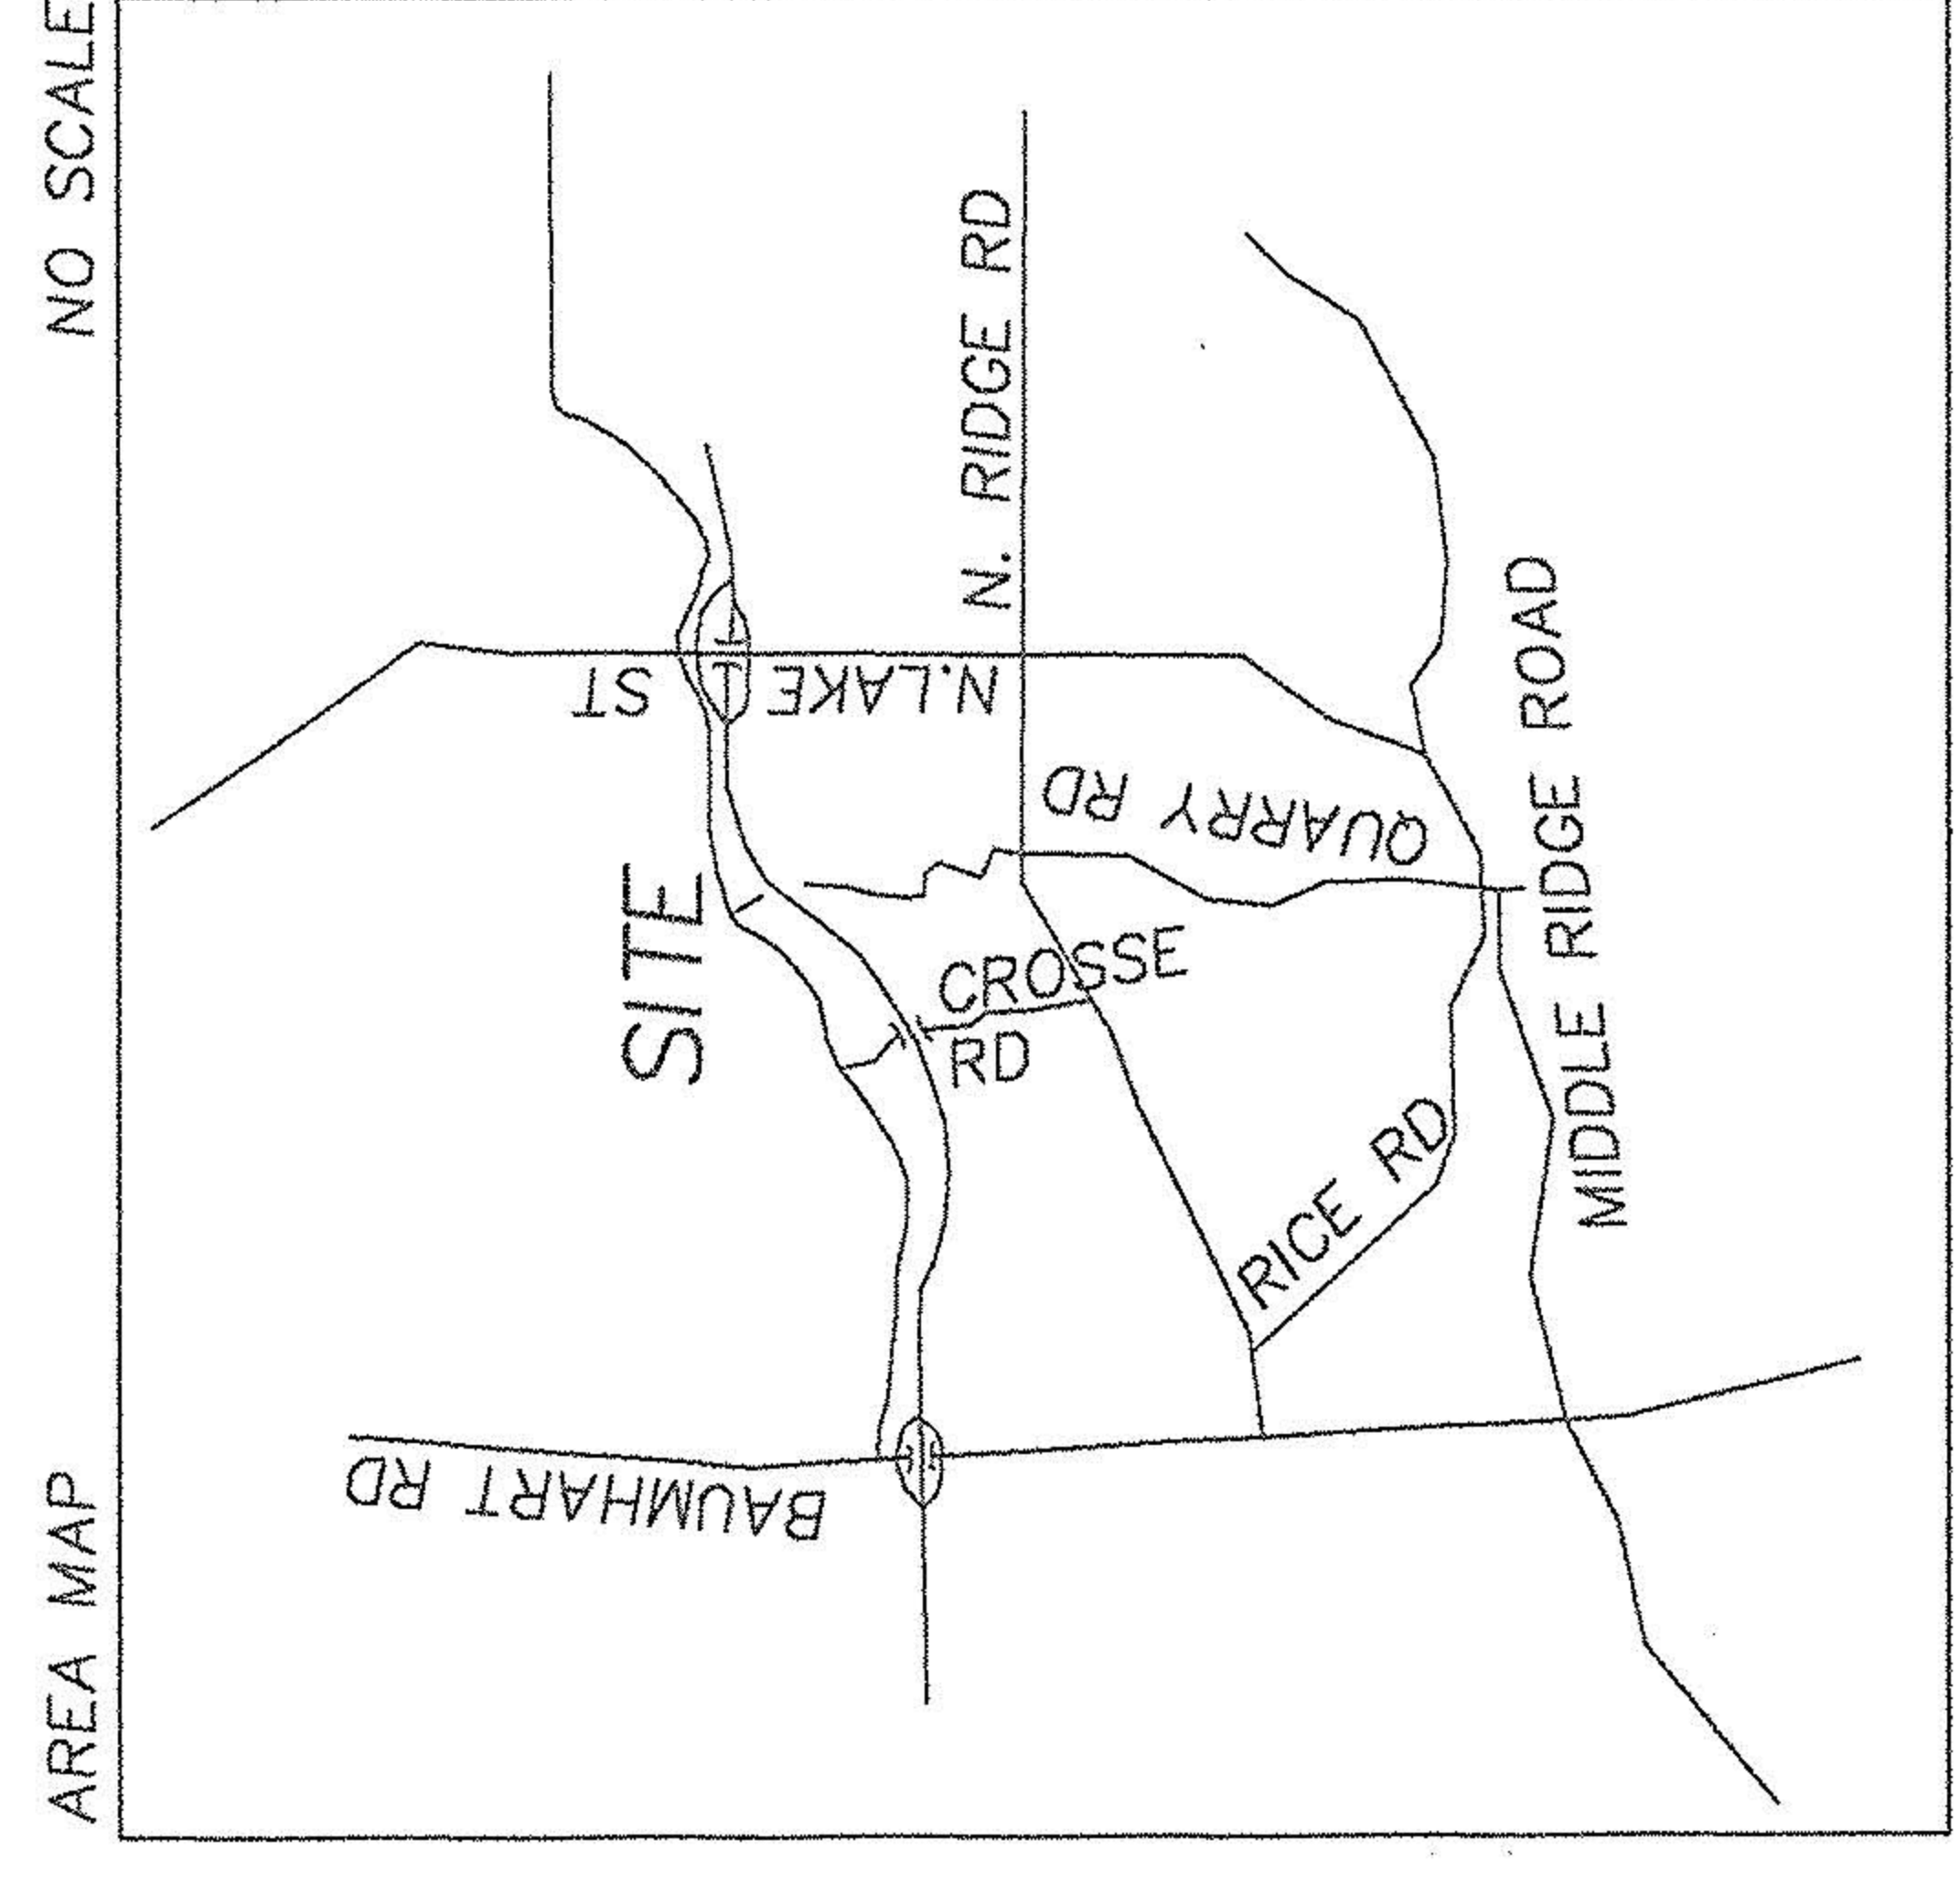 AREA MAP NO SCALE
N.LAKE
ST
SITE
N. RIDGE RD
BAUMHART RD
CROSSE
RD
QUARRY RD
RICE RD
MIDDLE RIDGE ROAD